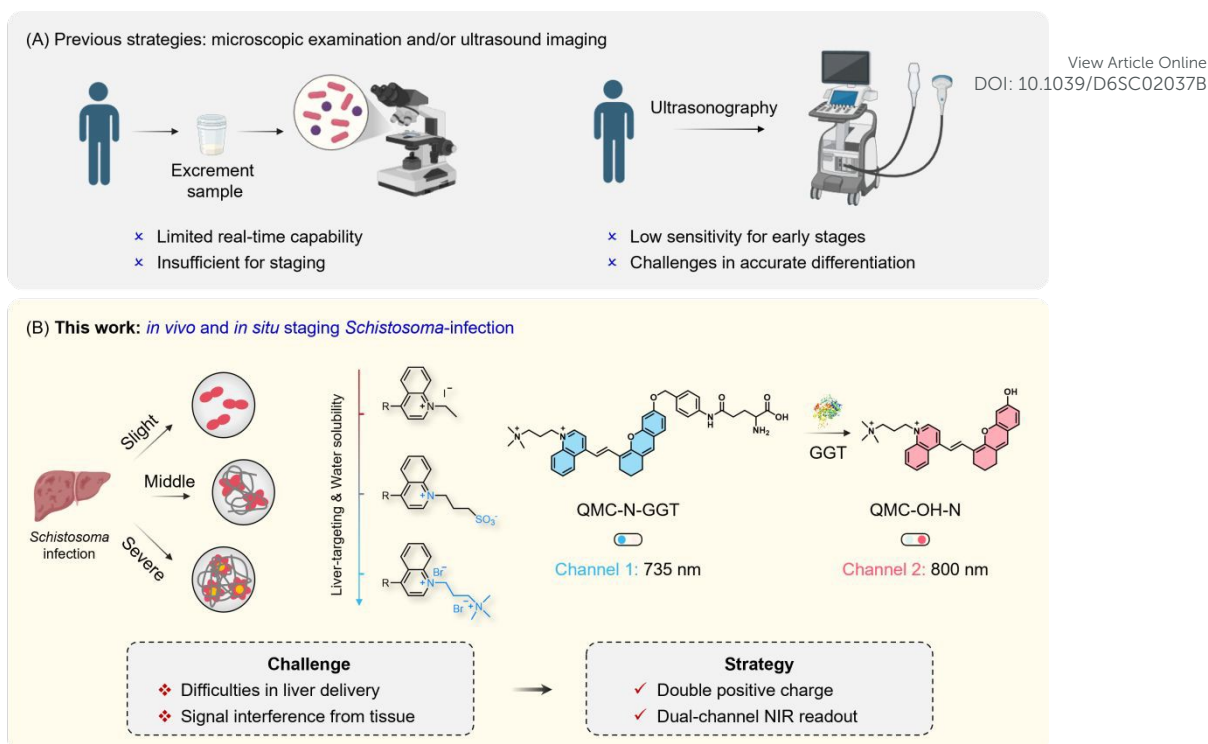 (A) Previous strategies: microscopic examination and/or ultrasound imaging
View Article Online
DOI: 10.1039/D6SC02037B
Excrement
sample
Ultrasonography
× Limited real-time capability
× Insufficient for staging
× Low sensitivity for early stages
× Challenges in accurate differentiation
(B) This work: in vivo and in situ staging Schistosoma-infection
Schistosoma
infection
Slight
Middle
Severe
Liver-targeting & Water solubility
R
N
+
I⁻
R
N
+
SO₃⁻
R
N
+
Br⁻
Br⁻
+
N
N
+
N
+
O
O
N
H
O
NH₂
O
OH
QMC-N-GGT
Channel 1: 735 nm
GGT
N
+
N
+
O
OH
QMC-OH-N
Channel 2: 800 nm
Challenge
❖ Difficulties in liver delivery
❖ Signal interference from tissue
Strategy
✓ Double positive charge
✓ Dual-channel NIR readout